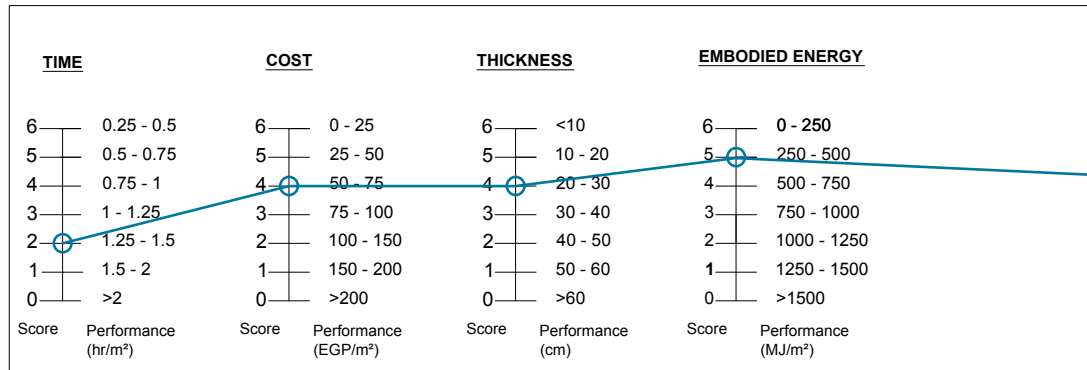 TIME COST THICKNESS EMBODIED ENERGY
6 0.25 - 0.5 6 0 - 25 6 <10 6 0 - 250
5 0.5 - 0.75 5 25 - 50 5 10 - 20 5 250 - 500
4 0.75 - 1 4 50 - 75 4 20 - 30 4 500 - 750
3 1 - 1.25 3 75 - 100 3 30 - 40 3 750 - 1000
2 1.25 - 1.5 2 100 - 150 2 40 - 50 2 1000 - 1250
1 1.5 - 2 1 150 - 200 1 50 - 60 1 1250 - 1500
0 >2 0 >200 0 >60 0 >1500
Score Performance Score Performance Score Performance Score Performance
(hr/m²) (EGP/m²) (cm) (MJ/m²)